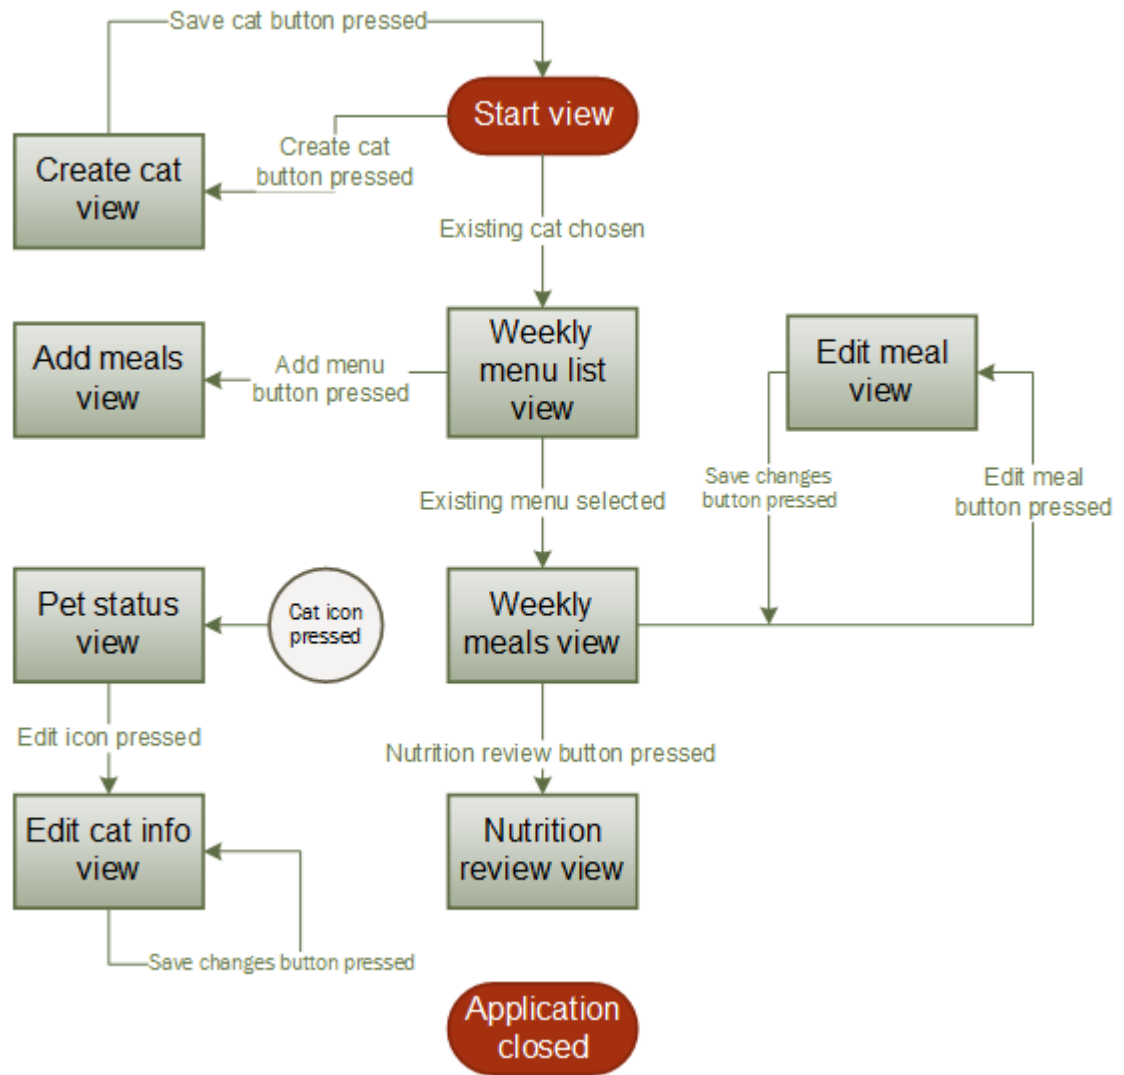 Save cat button pressed
Start view
Create cat
button pressed
Create cat
view
Existing cat chosen
Weekly
menu list
view
Add menu
button pressed
Add meals
view
Edit meal
view
Save changes
button pressed
Edit meal
button pressed
Existing menu selected
Pet status
view
Cat icon
pressed
Weekly
meals view
Edit icon pressed
Nutrition review button pressed
Edit cat info
view
Nutrition
review view
Save changes button pressed
Application
closed